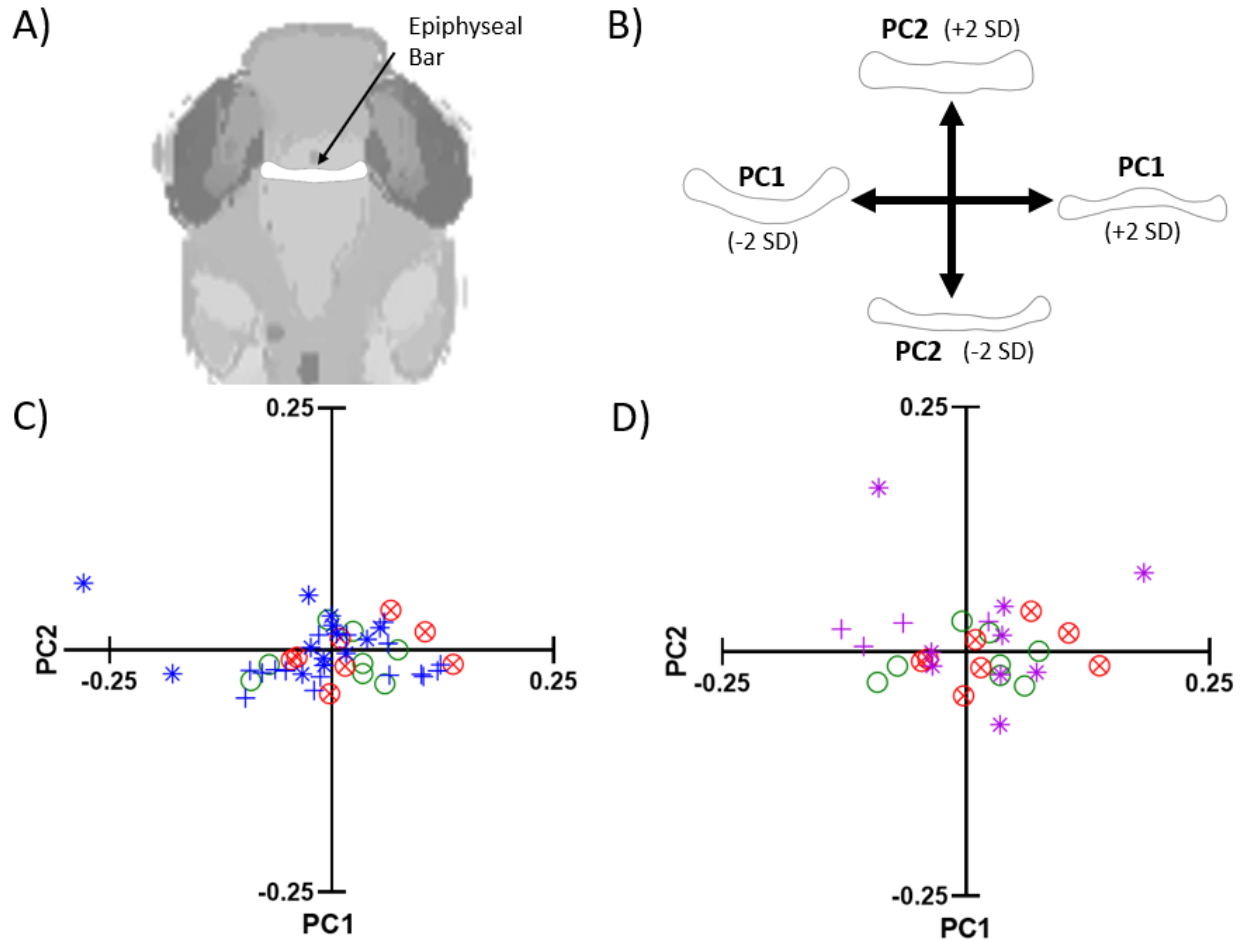 A)
Epiphyseal
Bar
B)
PC2 (+2 SD)
PC1
(-2 SD)
PC1
(+2 SD)
PC2 (-2 SD)
C)
0.25
PC2
-0.25
0.25
-0.25
PC1
D)
0.25
PC2
-0.25
0.25
-0.25
PC1